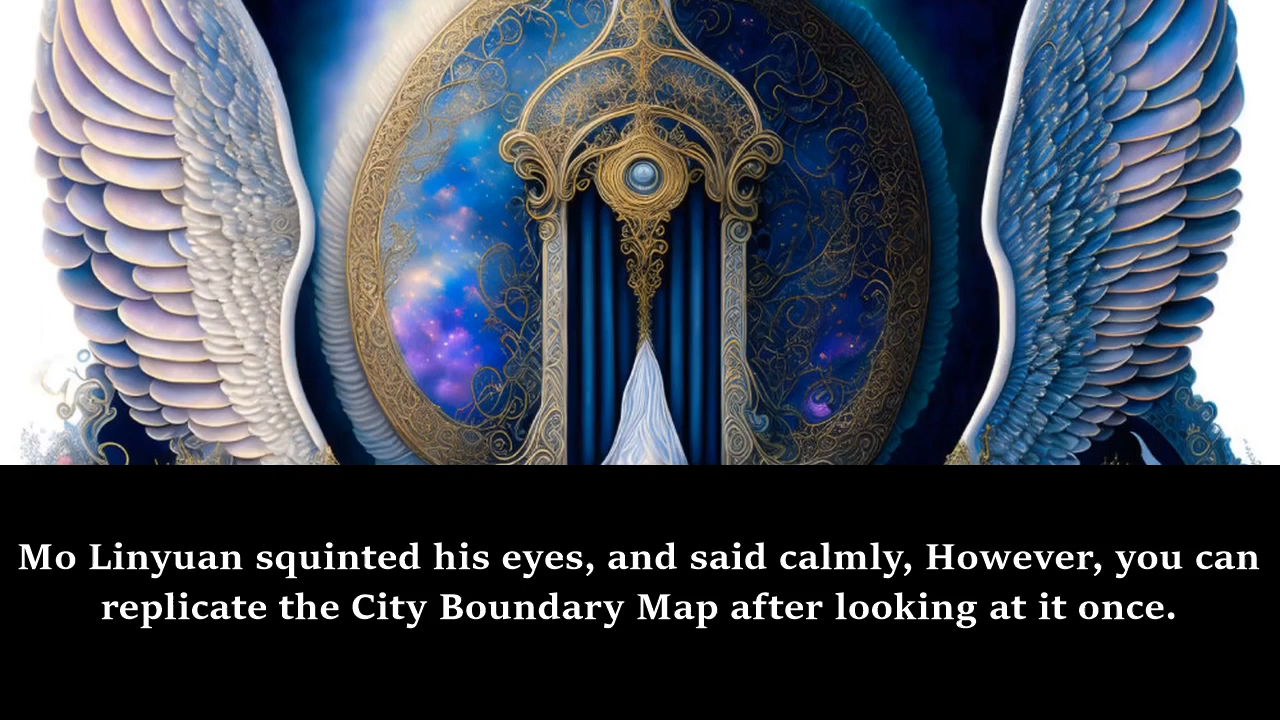 Mo Linyuan squinted his eyes, and said calmly, However, you can
replicate the City Boundary Map after looking at it once.